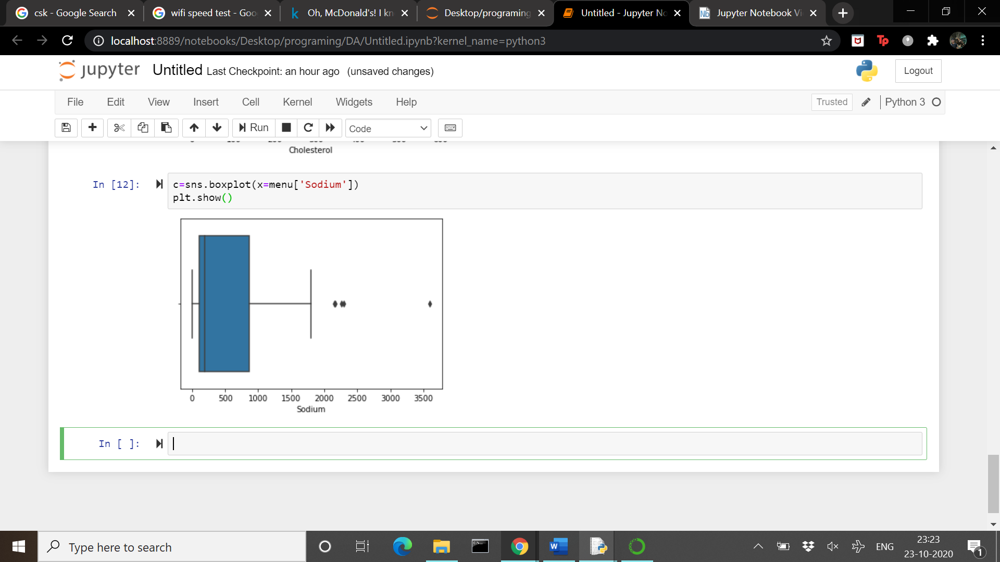 csk - Google Search
wifi speed test - Goo
Oh, McDonald's! I kn
Desktop/programing
Untitled - Jupyter No
Jupyter Notebook Vi
localhost:8889/notebooks/Desktop/programing/DA/Untitled.ipynb?kernel_name=python3
jupyter Untitled Last Checkpoint: an hour ago (unsaved changes)
Logout
File Edit View Insert Cell Kernel Widgets Help
Trusted
Python 3
Run
Code
Cholesterol
In [12]:
c=sns.boxplot(x=menu['Sodium'])
plt.show()
0 500 1000 1500 2000 2500 3000 3500
Sodium
In [ ]:
Type here to search
ENG
23:23
23-10-2020
1